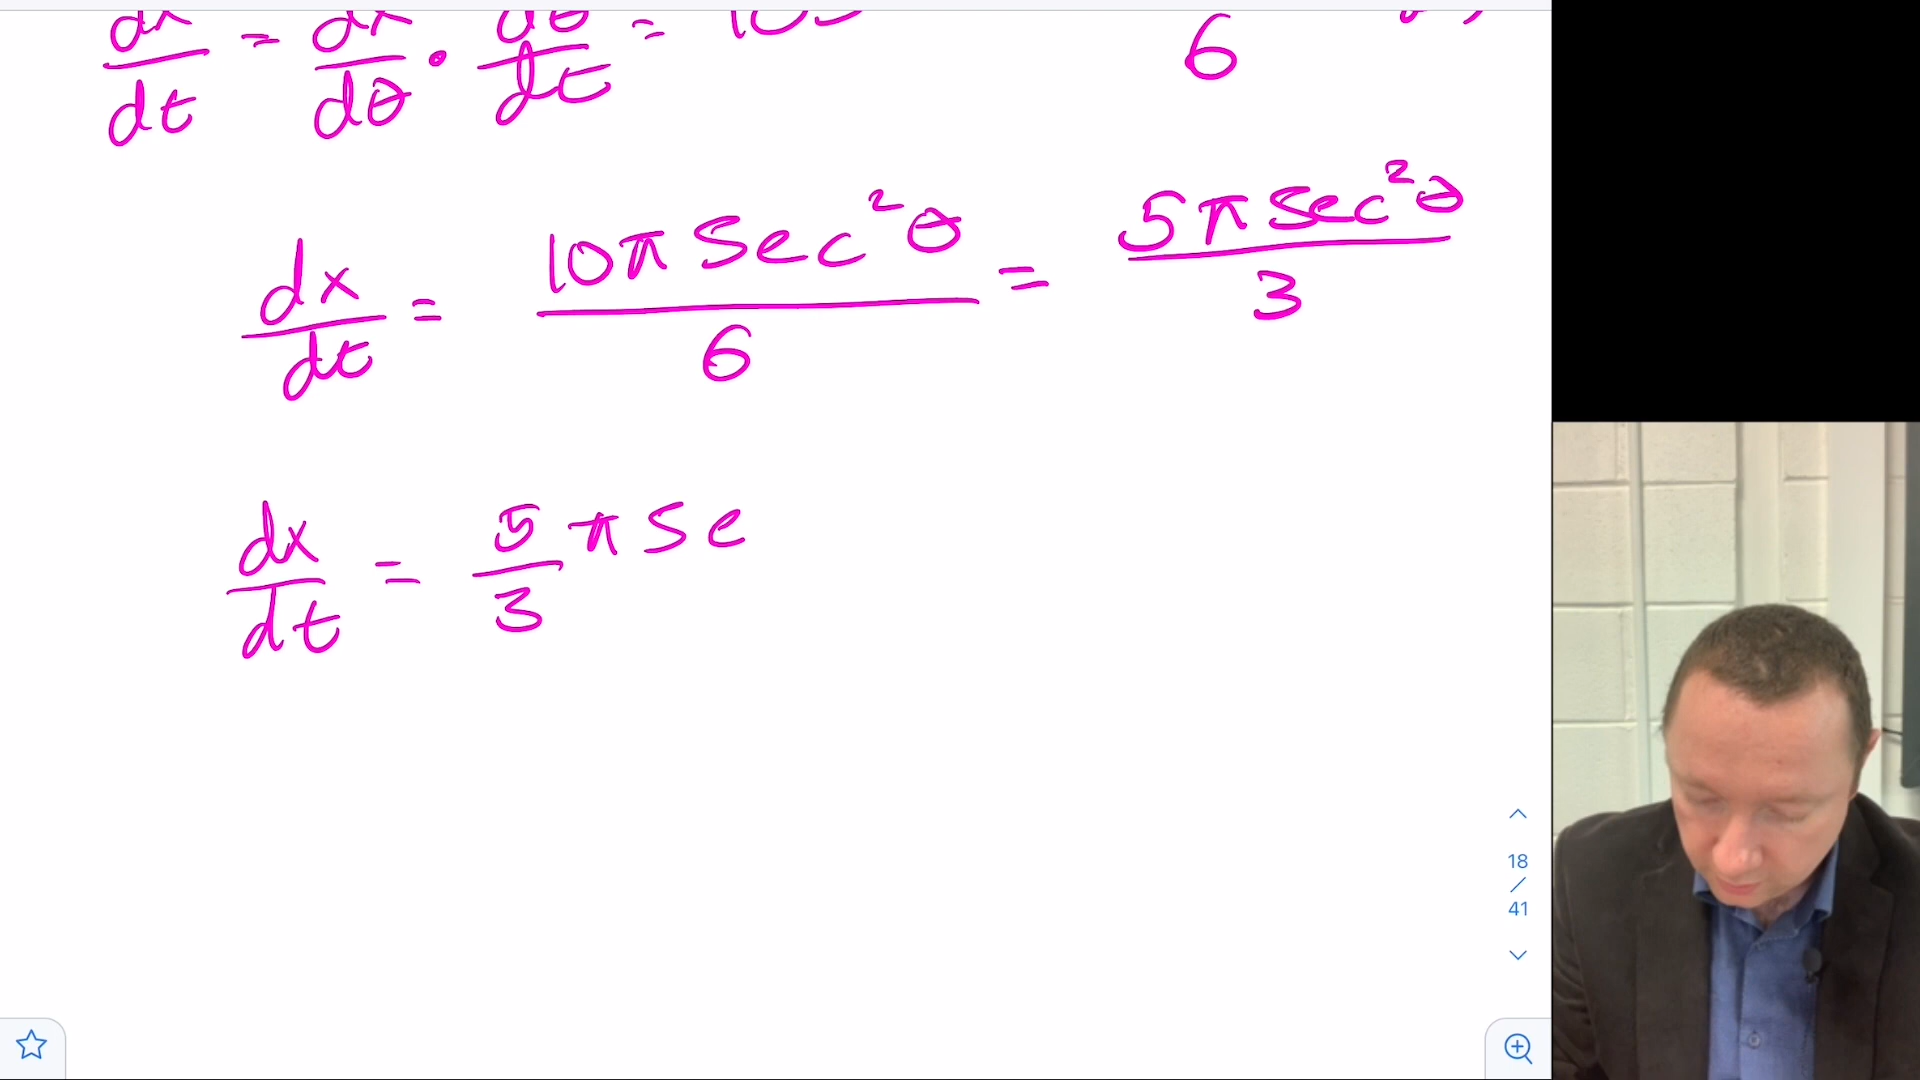 dx/dt = dx/dθ · dθ/dt = 10 6
dx/dt = 10π sec²θ / 6 = 5π sec²θ / 3
dx/dt = 5/3 π se
18
/
41